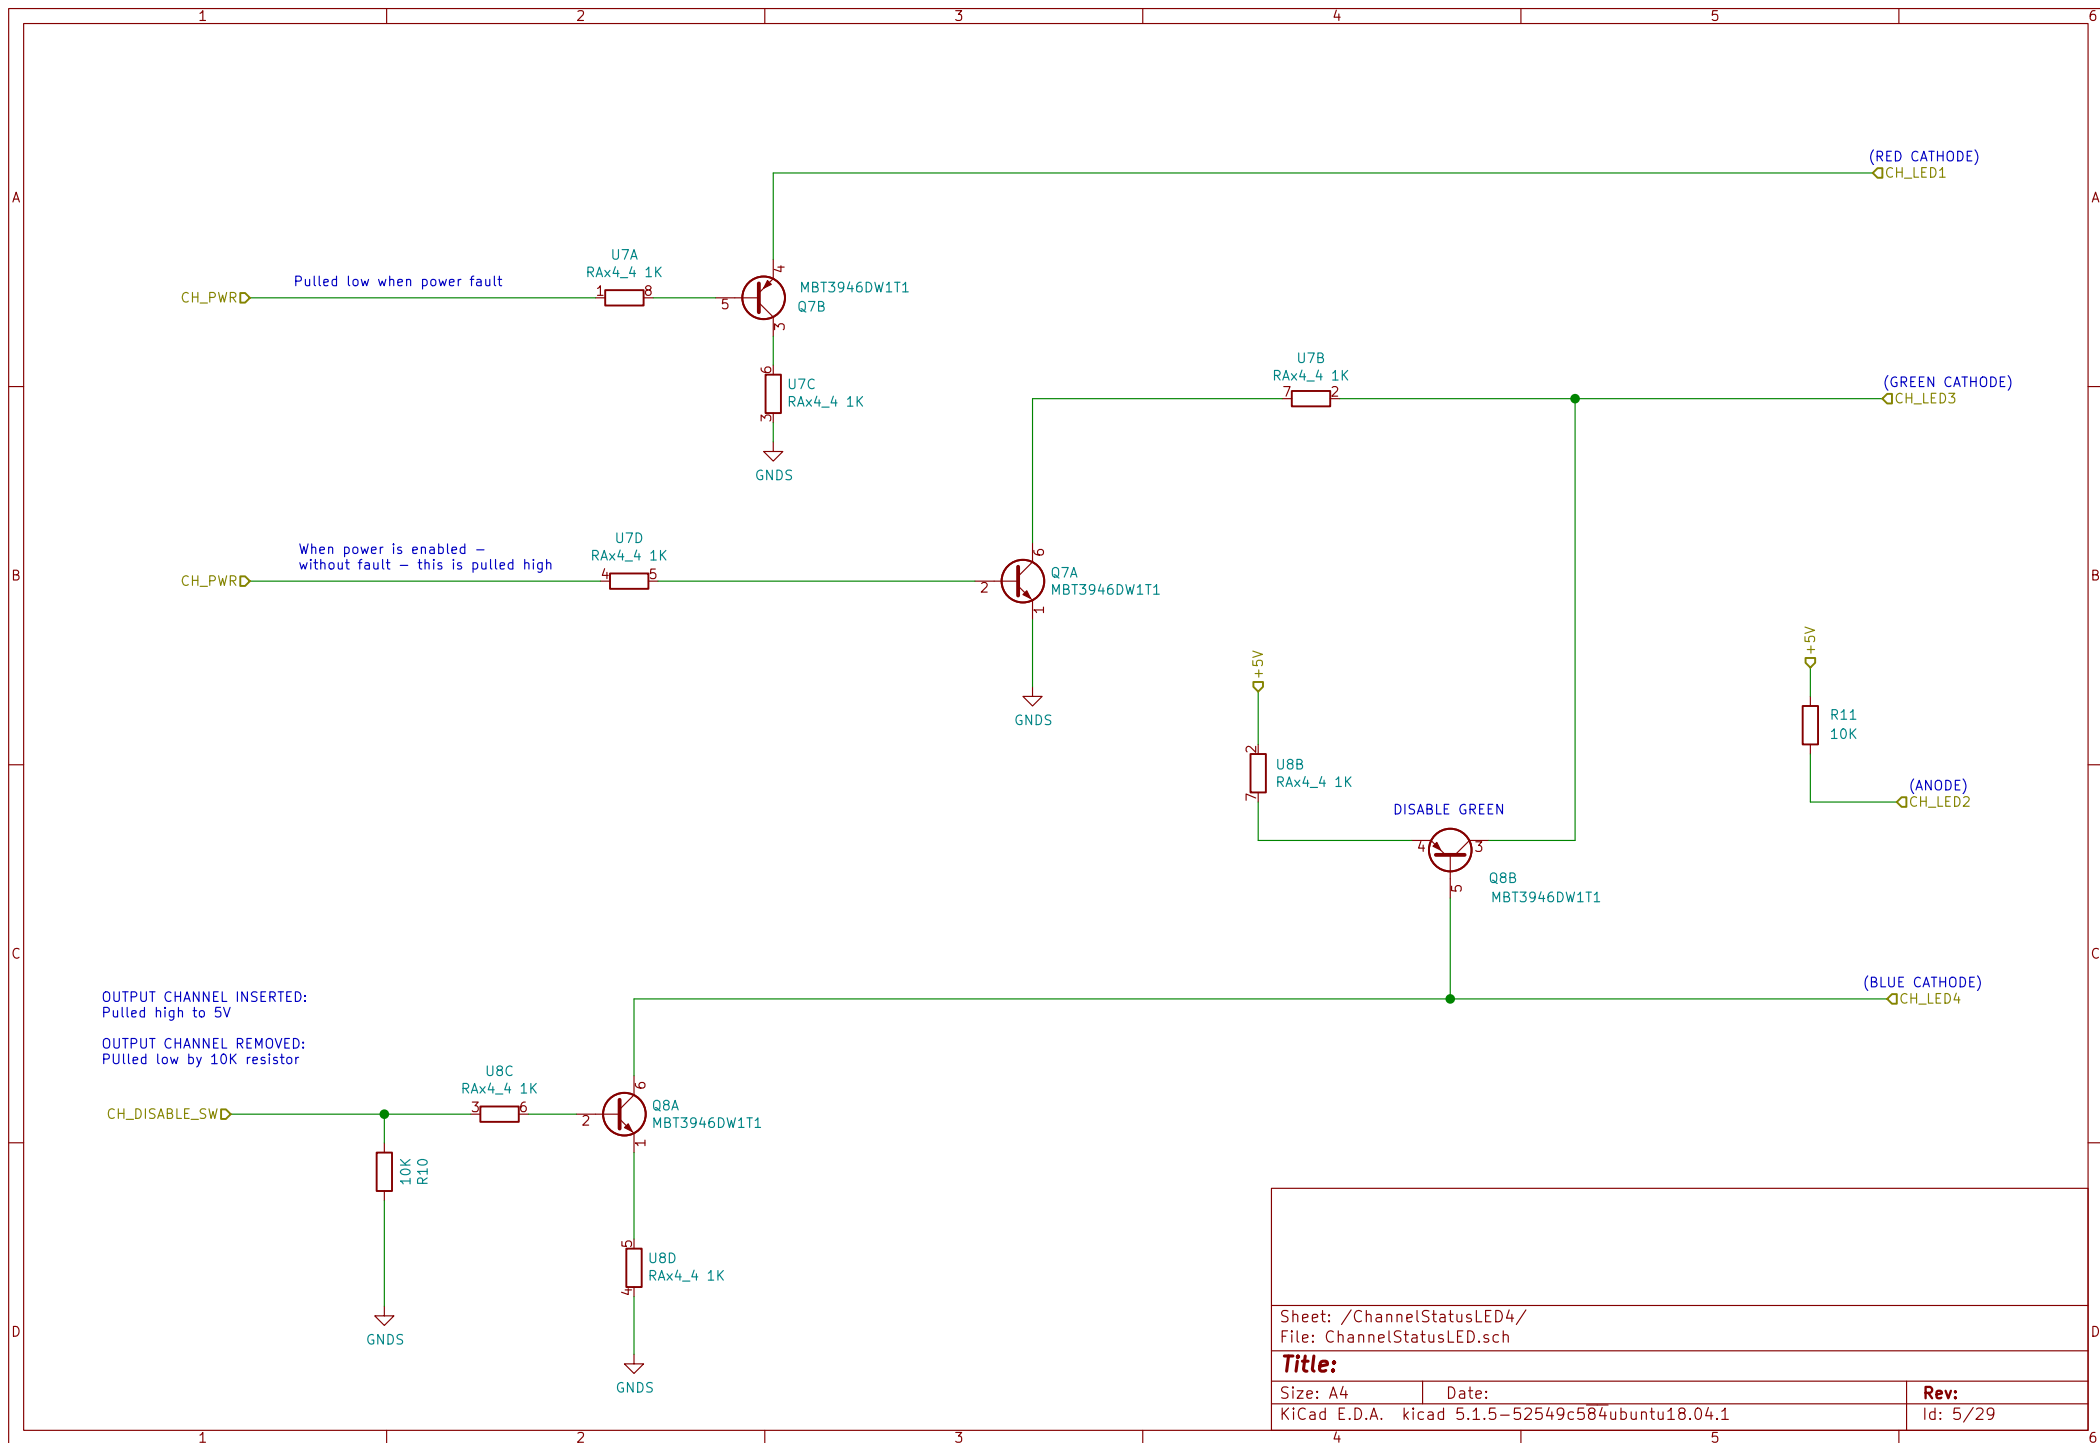 1 2 3 4 5 6
(RED CATHODE)
CH_LED1
A A
U7A
RAx4_4 1K
Pulled low when power fault
CH_PWR
1 8
5
4
3
MBT3946DW1T1
Q7B
6
U7C
RAx4_4 1K
3
GNDS
U7B
RAx4_4 1K
7 2
(GREEN CATHODE)
CH_LED3
When power is enabled –
without fault – this is pulled high
U7D
RAx4_4 1K
B B
CH_PWR
4 5
2
6
1
Q7A
MBT3946DW1T1
GNDS
+5V
+5V
R11
10K
2
U8B
RAx4_4 1K
7
(ANODE)
CH_LED2
DISABLE GREEN
4 3
5
Q8B
MBT3946DW1T1
C C
(BLUE CATHODE)
CH_LED4
OUTPUT CHANNEL INSERTED:
Pulled high to 5V
OUTPUT CHANNEL REMOVED:
PUlled low by 10K resistor
U8C
RAx4_4 1K
CH_DISABLE_SW
3 6
2
6
1
Q8A
MBT3946DW1T1
10K
R10
GNDS
5
U8D
RAx4_4 1K
4
GNDS
D D
Sheet: /ChannelStatusLED4/
File: ChannelStatusLED.sch
Title:
Size: A4 Date: Rev:
KiCad E.D.A. kicad 5.1.5-52549c584ubuntu18.04.1 Id: 5/29
1 2 3 4 5 6